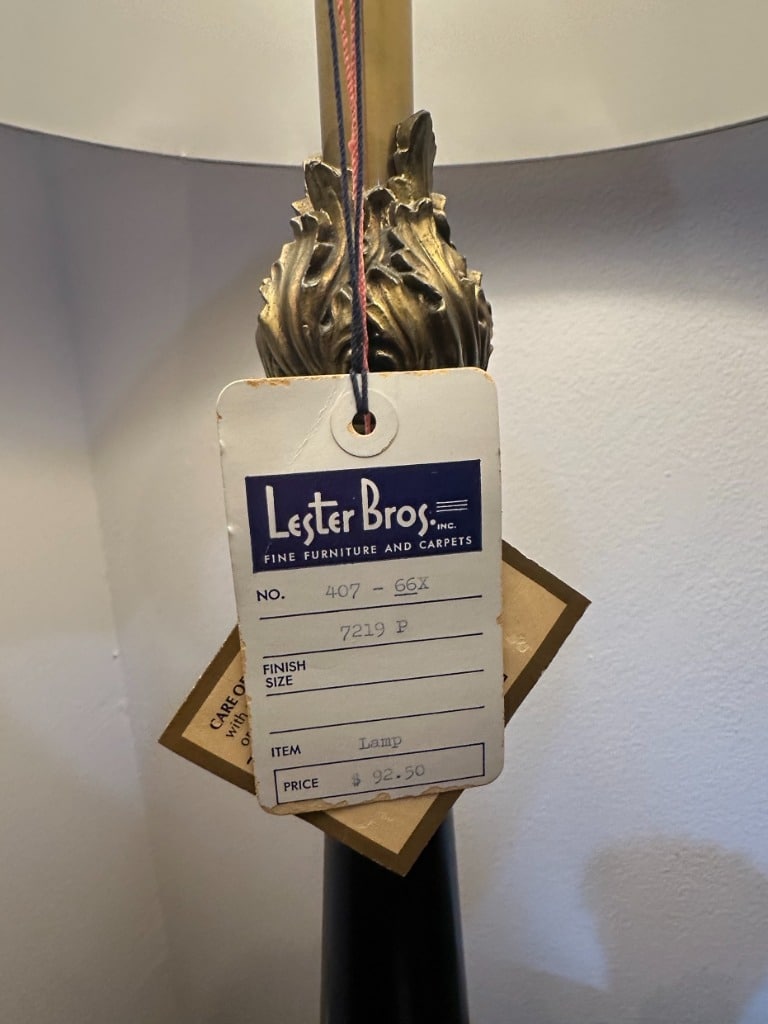 Lester Bros. INC.
FINE FURNITURE AND CARPETS
NO. 407 - 66X
7219 P
FINISH
SIZE
ITEM Lamp
PRICE $ 92.50
CARE OF
with